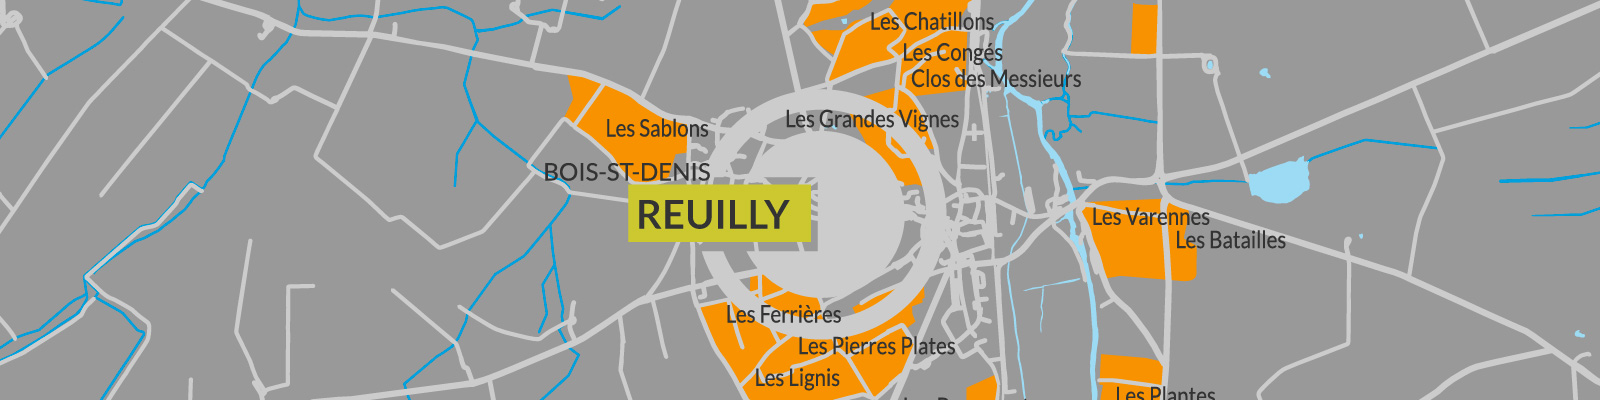 Les Chatillons
Les Congés
Clos des Messieurs
Les Grandes Vignes
Les Sablons
BOIS-ST-DENIS
REUILLY
Les Varennes
Les Batailles
Les Ferrières
Les Pierres Plates
Les Lignis
Les Plantes